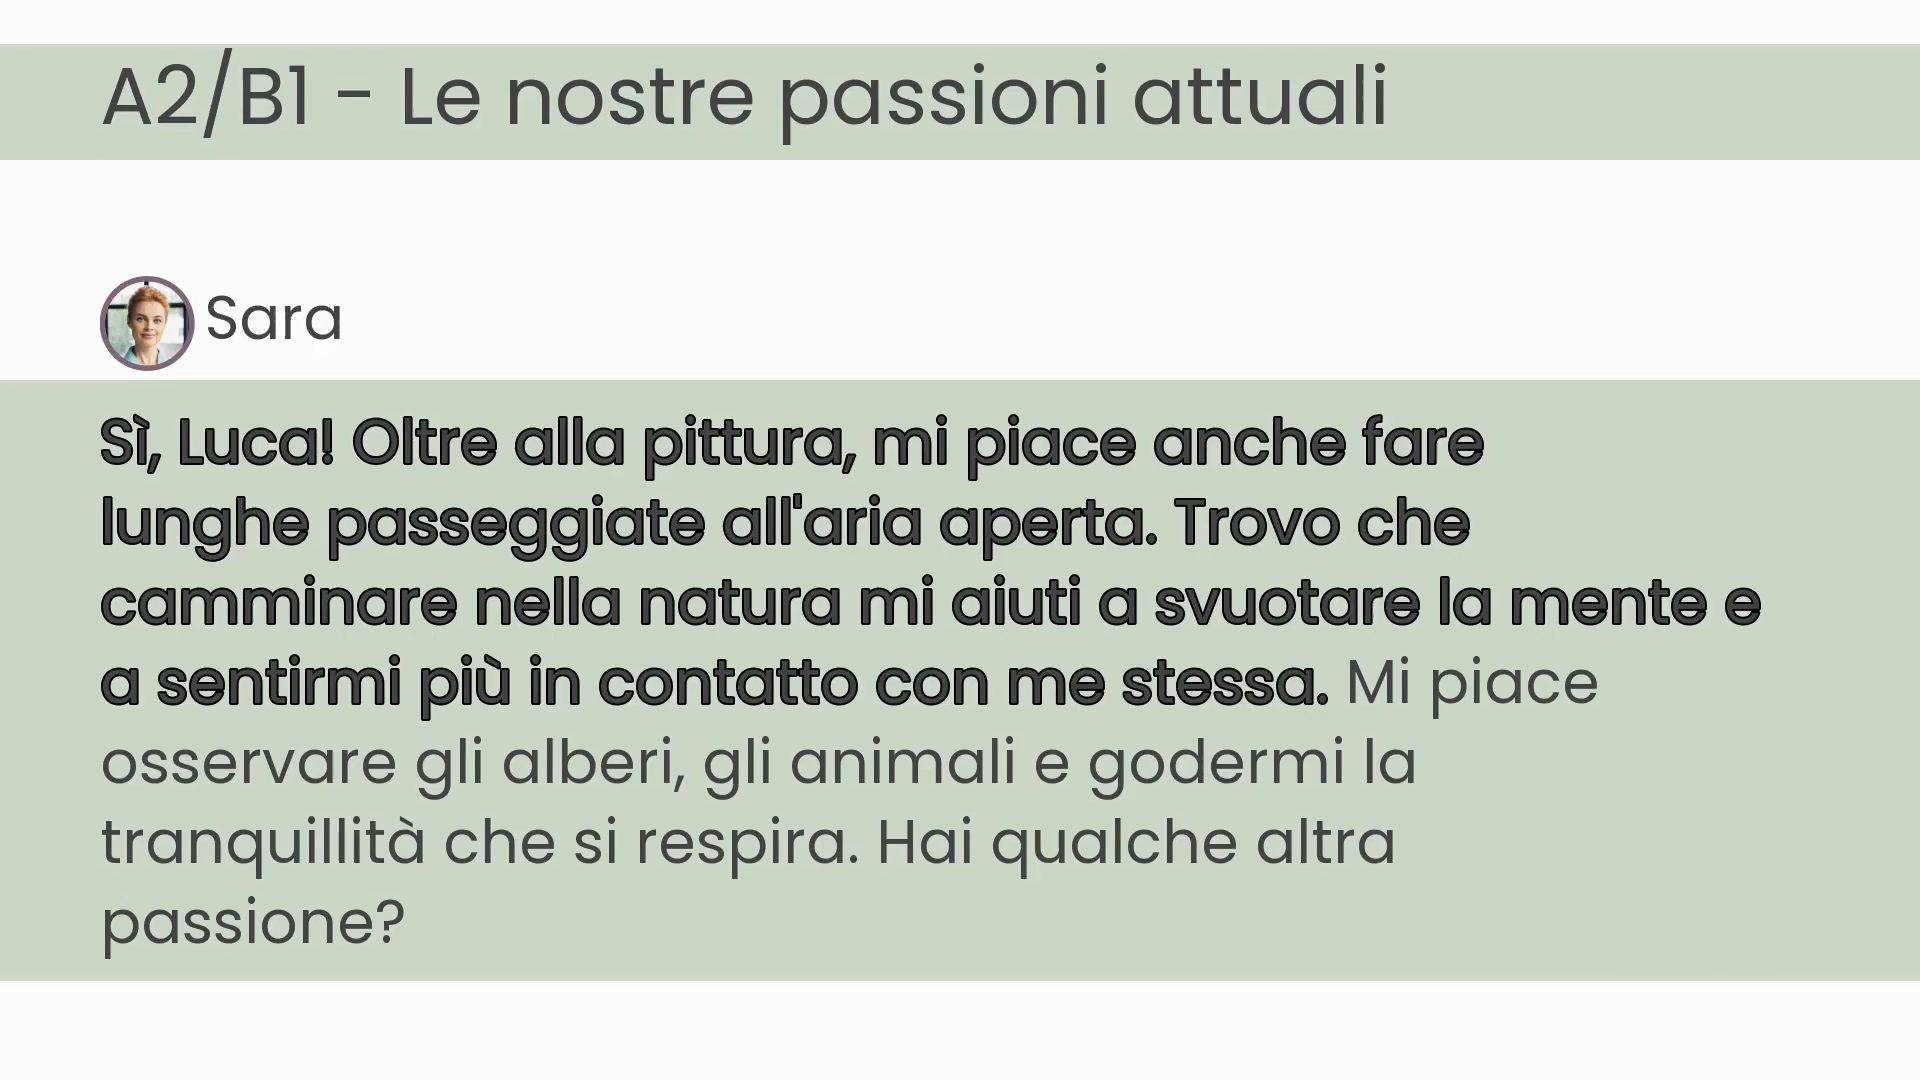 A2/B1 - Le nostre passioni attuali
Sara
Sì, Luca! Oltre alla pittura, mi piace anche fare
lunghe passeggiate all'aria aperta. Trovo che
camminare nella natura mi aiuti a svuotare la mente e
a sentirmi più in contatto con me stessa. Mi piace
osservare gli alberi, gli animali e godermi la
tranquillità che si respira. Hai qualche altra
passione?